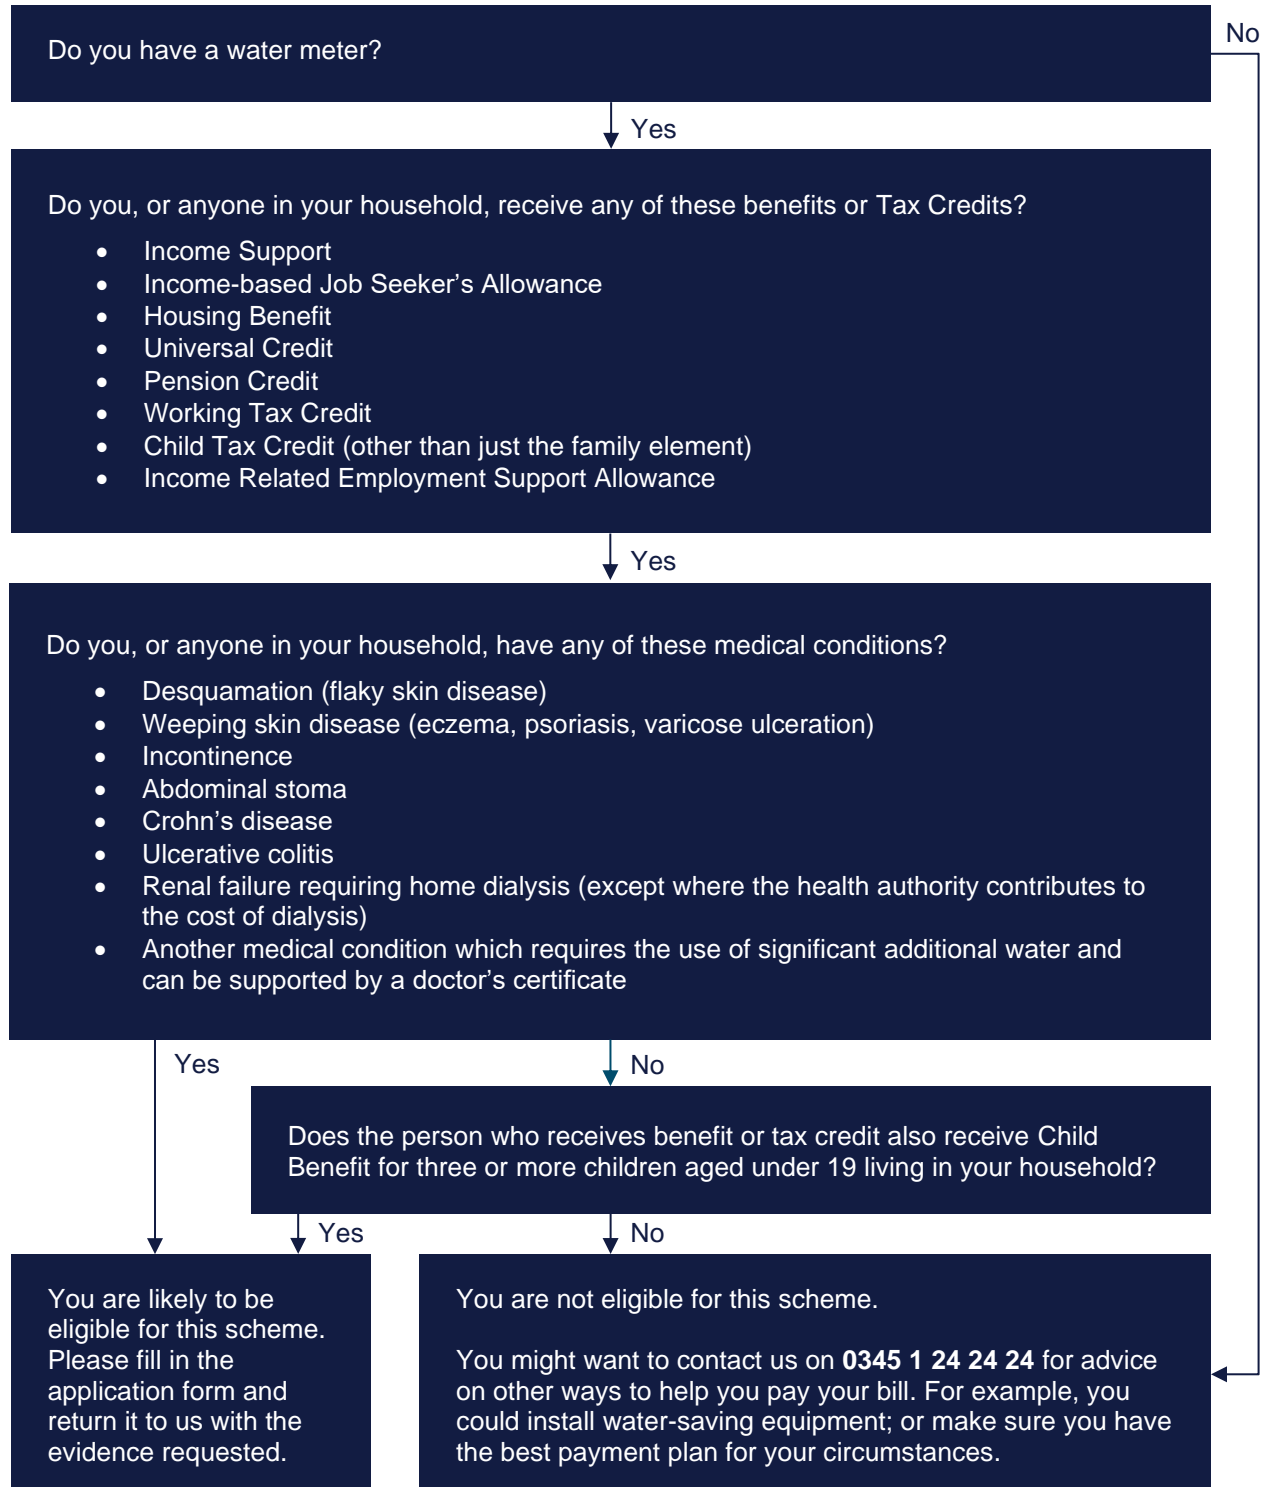 Do you have a water meter?
No
Yes
Do you, or anyone in your household, receive any of these benefits or Tax Credits?
• Income Support
• Income-based Job Seeker’s Allowance
• Housing Benefit
• Universal Credit
• Pension Credit
• Working Tax Credit
• Child Tax Credit (other than just the family element)
• Income Related Employment Support Allowance
Yes
Do you, or anyone in your household, have any of these medical conditions?
• Desquamation (flaky skin disease)
• Weeping skin disease (eczema, psoriasis, varicose ulceration)
• Incontinence
• Abdominal stoma
• Crohn’s disease
• Ulcerative colitis
• Renal failure requiring home dialysis (except where the health authority contributes to
the cost of dialysis)
• Another medical condition which requires the use of significant additional water and
can be supported by a doctor’s certificate
Yes
No
Does the person who receives benefit or tax credit also receive Child
Benefit for three or more children aged under 19 living in your household?
Yes
No
You are likely to be
eligible for this scheme.
Please fill in the
application form and
return it to us with the
evidence requested.
You are not eligible for this scheme.
You might want to contact us on 0345 1 24 24 24 for advice
on other ways to help you pay your bill. For example, you
could install water-saving equipment; or make sure you have
the best payment plan for your circumstances.